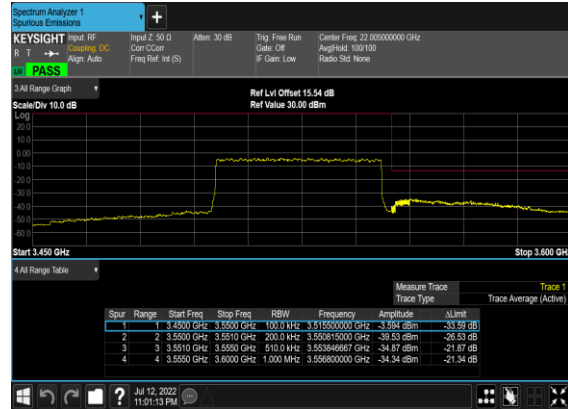 Spectrum Analyzer 1
Spurious Emissions
KEYSIGHT Input: RF Input Z: 50 Ω Atten: 30 dB Trig: Free Run Center Freq: 22.005000000 GHz
R T Coupling: DC Corr CCorr Gate: Off Avg|Hold: 100/100
Align: Auto Freq Ref: Int (S) IF Gain: Low Radio Std: None
PASS
3 All Range Graph Ref Lvl Offset 15.54 dB
Scale/Div 10.0 dB Ref Value 30.00 dBm
Log
20.0
10.0
0.00
-10.0
-20.0
-30.0
-40.0
-50.0
-60.0
Start 3.450 GHz Stop 3.600 GHz
4 All Range Table
Measure Trace Trace 1
Trace Type Trace Average (Active)
Spur Range Start Freq Stop Freq RBW Frequency Amplitude ΔLimit
1 1 3.4500 GHz 3.5500 GHz 100.0 kHz 3.515500000 GHz -3.594 dBm -33.59 dB
2 2 3.5500 GHz 3.5510 GHz 200.0 kHz 3.550815000 GHz -39.53 dBm -26.53 dB
3 3 3.5510 GHz 3.5550 GHz 510.0 kHz 3.553846667 GHz -34.87 dBm -21.87 dB
4 4 3.5550 GHz 3.6000 GHz 1.000 MHz 3.556800000 GHz -34.34 dBm -21.34 dB
? Jul 12, 2022
11:01:13 PM